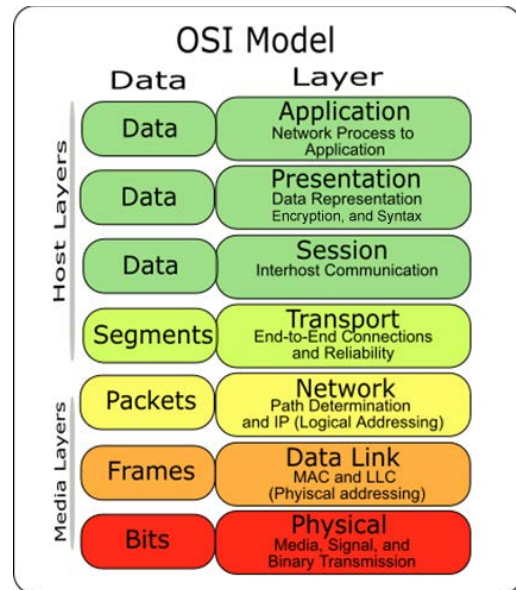 OSI Model
Data Layer
Host Layers
Data
Application
Network Process to
Application
Data
Presentation
Data Representation
Encryption, and Syntax
Data
Session
Interhost Communication
Segments
Transport
End-to-End Connections
and Reliability
Media Layers
Packets
Network
Path Determination
and IP (Logical Addressing)
Frames
Data Link
MAC and LLC
(Phyiscal addressing)
Bits
Physical
Media, Signal, and
Binary Transmission